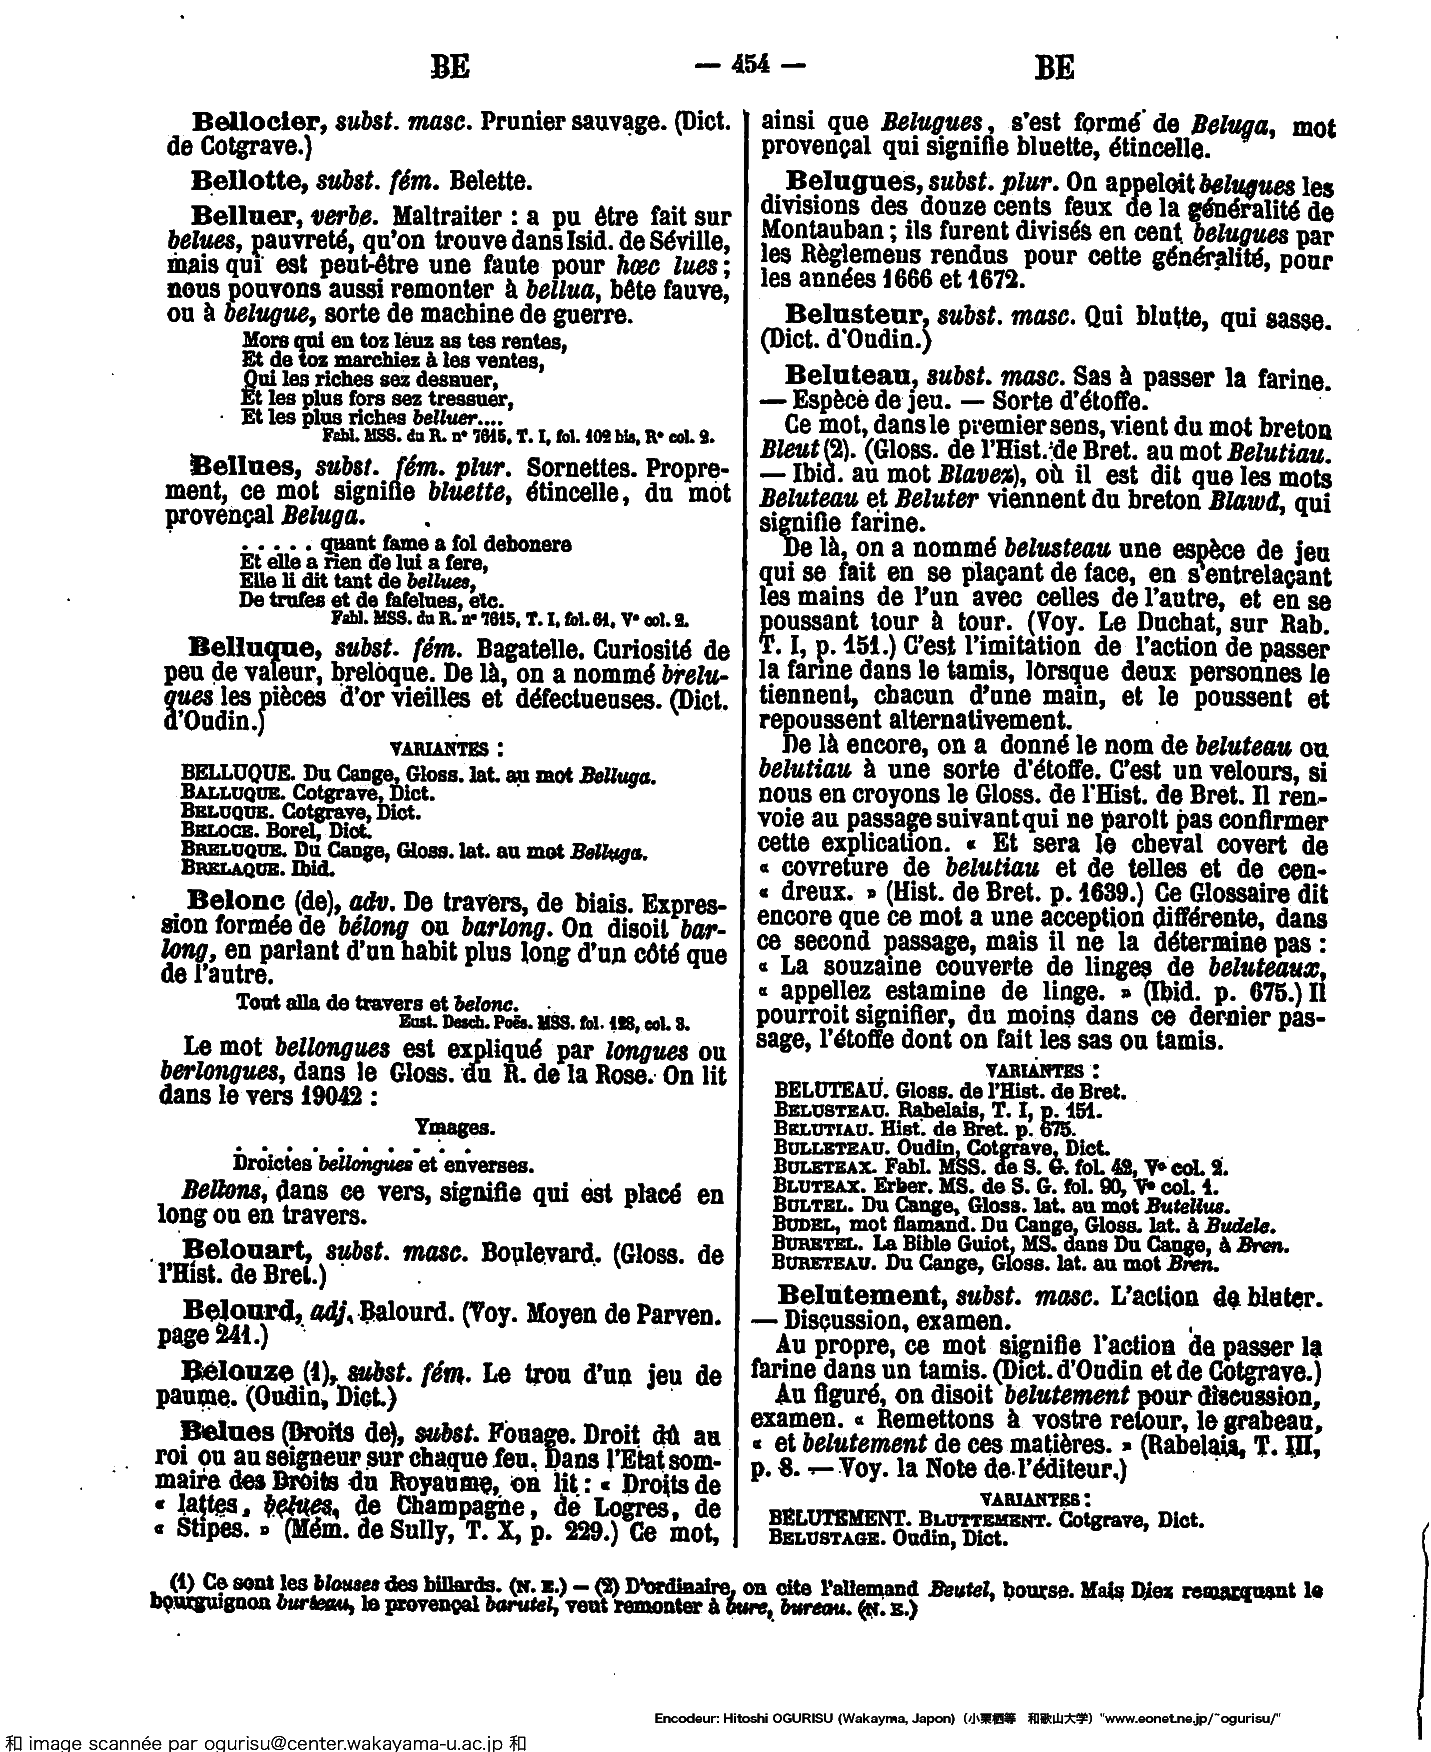 BE — 454 — BE
Bellocier, subst. masc. Prunier sauvage. (Dict.
de Cotgrave.)
Bellotte, subst. fém. Belette.
Belluer, verbe. Maltraiter : a pu être fait sur
belues, pauvreté, qu'on trouve dans Isid. de Séville,
mais qui est peut-être une faute pour hœc lues ;
nous pouvons aussi remonter à bellua, bête fauve,
ou à belugue, sorte de machine de guerre.
Mors qui en toz leuz as tes rentes,
Et de toz marchiez à les ventes,
Qui les riches sez desnuer,
Et les plus fors sez tressuer,
Et les plus riches belluer....
Fabl. MSS. du R. n° 7615, T. I, fol. 102 bis, R° col. 2.
Bellues, subst. fém. plur. Sornettes. Propre-
ment, ce mot signifie bluette, étincelle, du mot
provençal Beluga.
. . . . . quant fame a fol debonere
Et elle a rien de lui a fere,
Elle li dit tant de bellues,
De trufes et de fafelues, etc.
Fabl. MSS. du R. n° 7615, T. I, fol. 61, V° col. 2.
Belluque, subst. fém. Bagatelle. Curiosité de
peu de valeur, breloque. De là, on a nommé brelu-
ques les pièces d'or vieilles et défectueuses. (Dict.
d'Oudin.)
VARIANTES :
BELLUQUE. Du Cange, Gloss. lat. au mot Belluga.
BALLUQUE. Cotgrave, Dict.
BELUQUE. Cotgrave, Dict.
BELOCE. Borel, Dict.
BRELUQUE. Du Cange, Gloss. lat. au mot Belluga.
BRELAQUE. Ibid.
Belonc (de), adv. De travers, de biais. Expres-
sion formée de bélong ou barlong. On disoit bar-
long, en parlant d'un habit plus long d'un côté que
de l'autre.
Tout alla de travers et belonc.
Eust. Desch. Poës. MSS. fol. 128, col. 3.
Le mot bellongues est expliqué par longues ou
berlongues, dans le Gloss. du R. de la Rose. On lit
dans le vers 19042 :
Ymages.
. . . . . . . . . .
Droictes bellongues et enverses.
Bellons, dans ce vers, signifie qui est placé en
long ou en travers.
Belouart, subst. masc. Boulevard. (Gloss. de
l'Hist. de Bret.)
Belourd, adj. Balourd. (Voy. Moyen de Parven.
page 241.)
Belouze (1), subst. fém. Le trou d'un jeu de
paume. (Oudin, Dict.)
Belues (Droits de), subst. Fouage. Droit dû au
roi ou au seigneur sur chaque feu. Dans l'Etat som-
maire des Droits du Royaume, on lit : « Droits de
« lattes, belues, de Champagne, de Logres, de
« Stipes. » (Mém. de Sully, T. X, p. 229.) Ce mot,
ainsi que Belugues, s'est formé de Beluga, mot
provençal qui signifie bluette, étincelle.
Belugues, subst. plur. On appeloit belugues les
divisions des douze cents feux de la généralité de
Montauban ; ils furent divisés en cent belugues par
les Règlemens rendus pour cette généralité, pour
les années 1666 et 1672.
Belusteur, subst. masc. Qui blutte, qui sasse.
(Dict. d'Oudin.)
Beluteau, subst. masc. Sas à passer la farine.
— Espèce de jeu. — Sorte d'étoffe.
Ce mot, dans le premier sens, vient du mot breton
Bleut (2). (Gloss. de l'Hist. de Bret. au mot Belutiau.
— Ibid. au mot Blavez), où il est dit que les mots
Beluteau et Beluter viennent du breton Blawd, qui
signifie farine.
De là, on a nommé belusteau une espèce de jeu
qui se fait en se plaçant de face, en s'entrelaçant
les mains de l'un avec celles de l'autre, et en se
poussant tour à tour. (Voy. Le Duchat, sur Rab.
T. I, p. 151.) C'est l'imitation de l'action de passer
la farine dans le tamis, lorsque deux personnes le
tiennent, chacun d'une main, et le poussent et
repoussent alternativement.
De là encore, on a donné le nom de beluteau ou
belutiau à une sorte d'étoffe. C'est un velours, si
nous en croyons le Gloss. de l'Hist. de Bret. Il ren-
voie au passage suivant qui ne paroît pas confirmer
cette explication. « Et sera le cheval covert de
« covreture de belutiau et de telles et de cen-
« dreux. » (Hist. de Bret. p. 1639.) Ce Glossaire dit
encore que ce mot a une acception différente, dans
ce second passage, mais il ne la détermine pas :
« La souzaine couverte de linges de beluteaux,
« appellez estamine de linge. » (Ibid. p. 675.) Il
pourroit signifier, du moins dans ce dernier pas-
sage, l'étoffe dont on fait les sas ou tamis.
VARIANTES :
BELUTEAU. Gloss. de l'Hist. de Bret.
BELUSTEAU. Rabelais, T. I, p. 151.
BELUTIAU. Hist. de Bret. p. 675.
BULLETEAU. Oudin, Cotgrave, Dict.
BULETEAX. Fabl. MSS. de S. G. fol. 42, V° col. 2.
BLUTEAX. Erber. MS. de S. G. fol. 90, V° col. 1.
BULTEL. Du Cange, Gloss. lat. au mot Butellus.
BUDEL, mot flamand. Du Cange, Gloss. lat. à Budele.
BURETEL. La Bible Guiot, MS. dans Du Cange, à Bren.
BURETEAU. Du Cange, Gloss. lat. au mot Bren.
Belutement, subst. masc. L'action de bluter.
— Discussion, examen.
Au propre, ce mot signifie l'action de passer la
farine dans un tamis. (Dict. d'Oudin et de Cotgrave.)
Au figuré, on disoit belutement pour discussion,
examen. « Remettons à vostre retour, le grabeau,
« et belutement de ces matières. » (Rabelais, T. III,
p. 8. — Voy. la Note de l'éditeur.)
VARIANTES :
BELUTEMENT. BLUTTEMENT. Cotgrave, Dict.
BELUSTAGE. Oudin, Dict.
(1) Ce sont les blouses des billards. (N. E.) — (2) D'ordinaire, on cite l'allemand Beutel, bourse. Mais Diez remarquant le
bourguignon burteau, le provençal barutel, veut remonter à bure, bureau. (N. E.)
Encodeur: Hitoshi OGURISU (Wakayma, Japon) (小栗栖等 和歌山大学) "www.eonet.ne.jp/~ogurisu/"
和 image scannée par ogurisu@center.wakayama-u.ac.jp 和